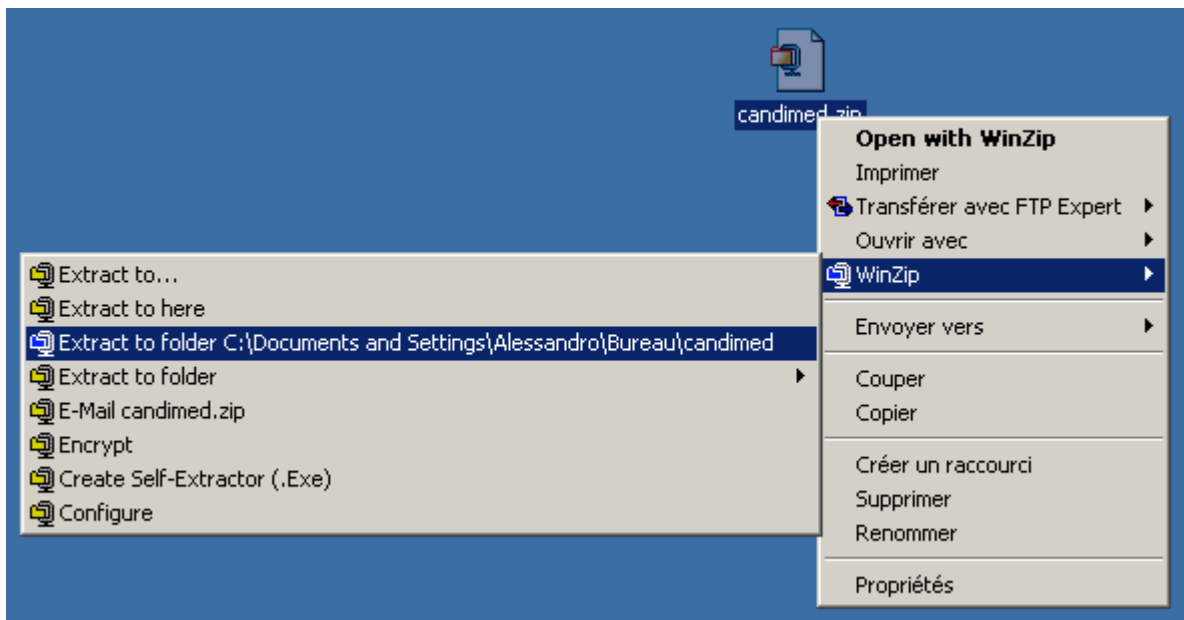 candimed.zip
Open with WinZip
Imprimer
Transférer avec FTP Expert
Ouvrir avec
WinZip
Envoyer vers
Couper
Copier
Créer un raccourci
Supprimer
Renommer
Propriétés
Extract to...
Extract to here
Extract to folder C:\Documents and Settings\Alessandro\Bureau\candimed
Extract to folder
E-Mail candimed.zip
Encrypt
Create Self-Extractor (.Exe)
Configure